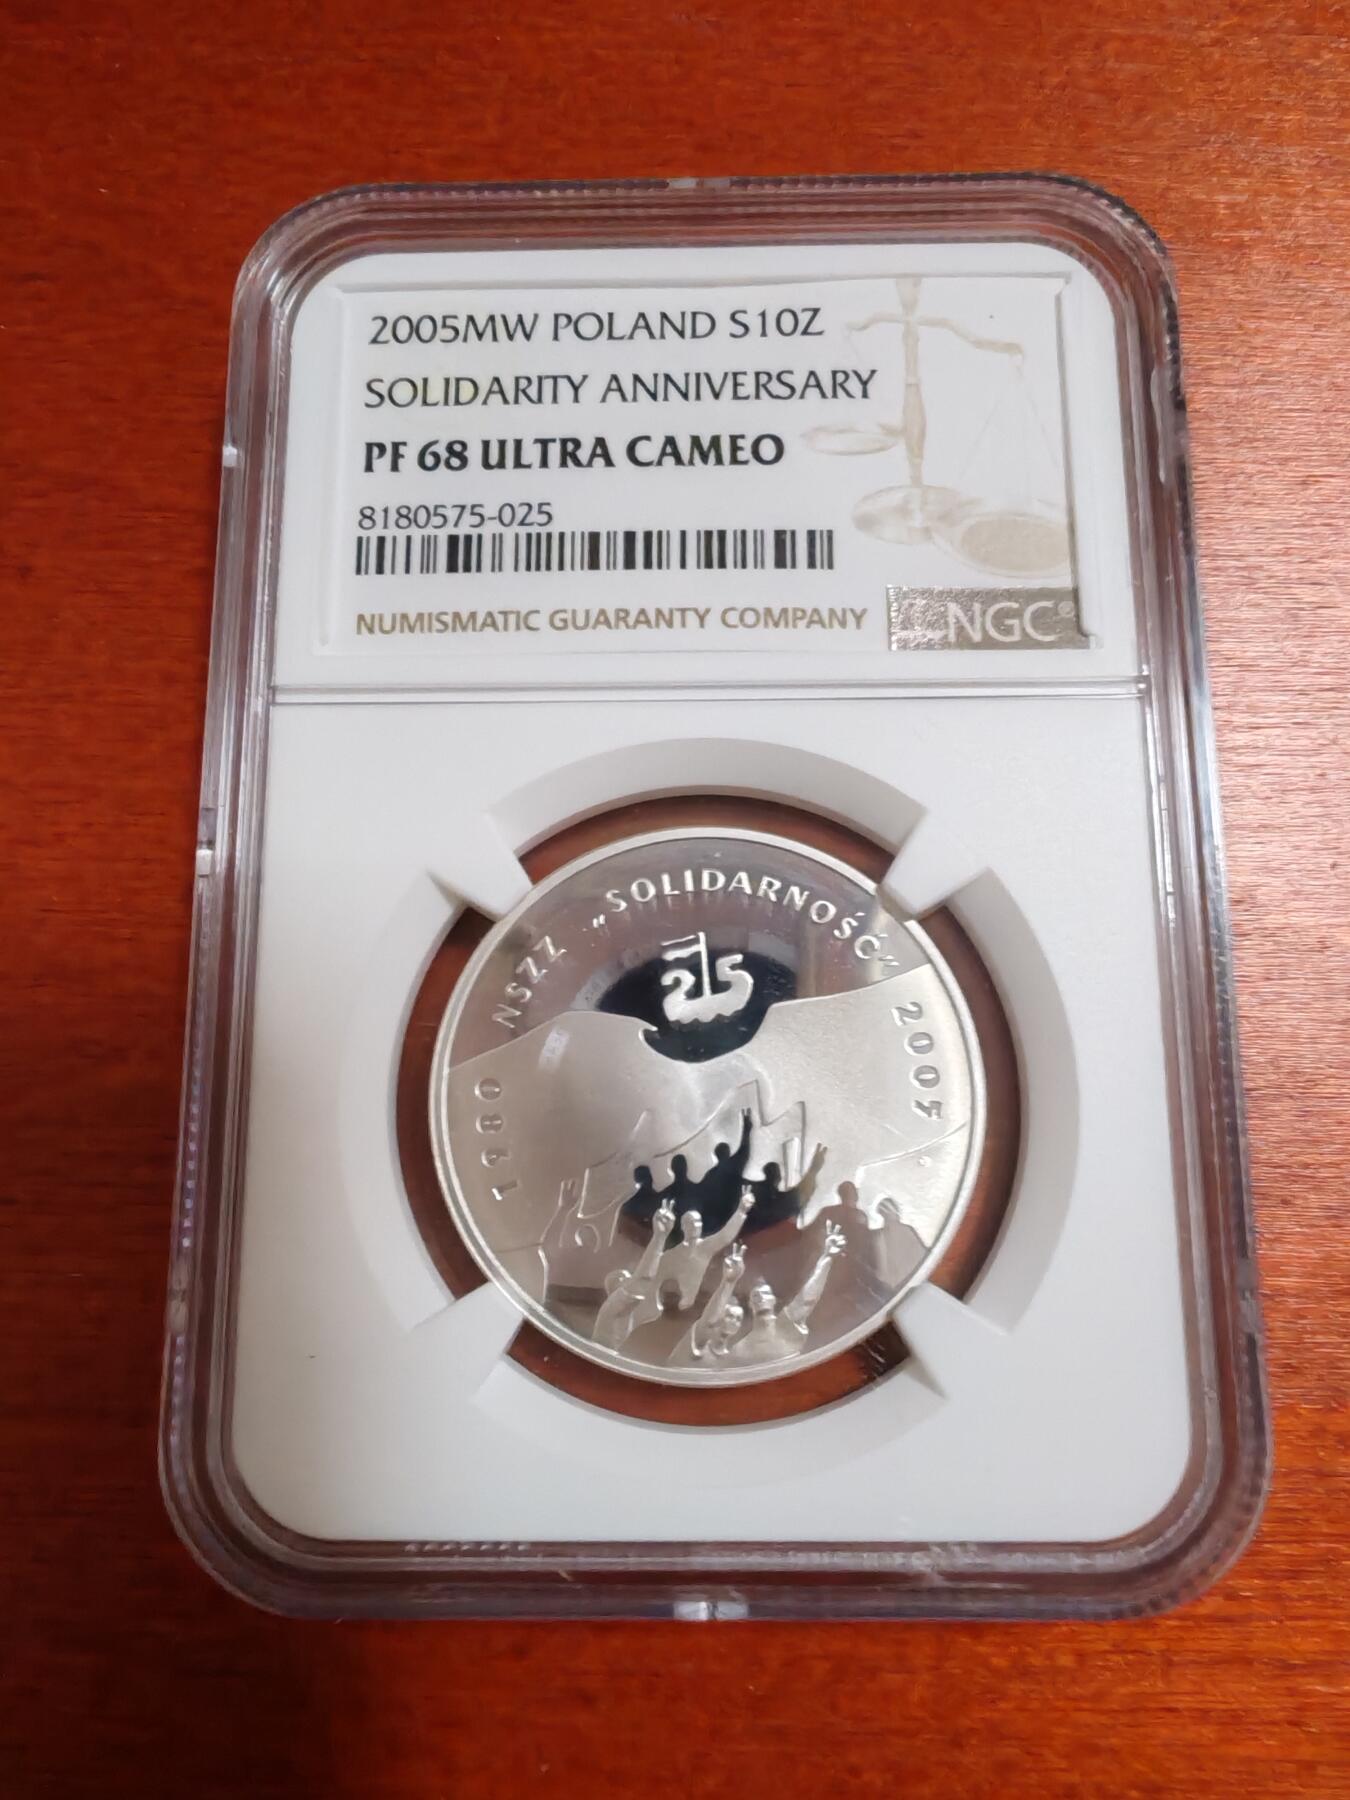 2005MW POLAND S10Z
SOLIDARITY ANNIVERSARY
PF 68 ULTRA CAMEO
8180575-025
NUMISMATIC GUARANTY COMPANY
NGC®
NSZZ „SOLIDARNOŚĆ”
25
1980
2005